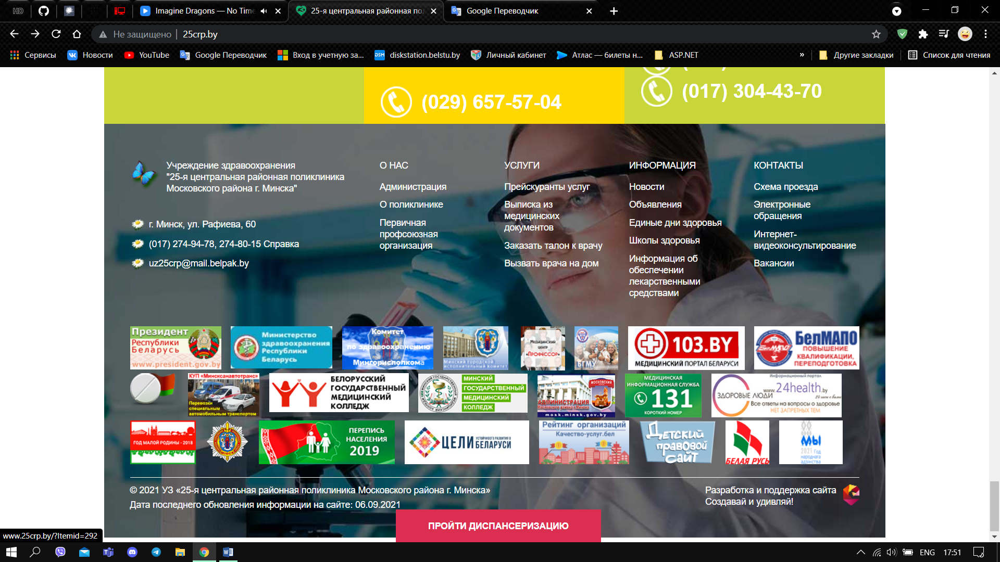 HD
Imagine Dragons — No Time
25-я центральная районная по
Google Переводчик
Не защищено
25crp.by
Сервисы
Новости
YouTube
Google Переводчик
Вход в учетную за...
DSM
diskstation.belstu.by
Личный кабинет
Атлас — билеты н...
ASP.NET
»
Другие закладки
Список для чтения
(029) 657-57-04
(017) 304-43-70
Учреждение здравоохранения
"25-я центральная районная поликлиника
Московского района г. Минска"
г. Минск, ул. Рафиева, 60
(017) 274-94-78, 274-80-15 Справка
uz25crp@mail.belpak.by
О НАС
Администрация
О поликлинике
Первичная
профсоюзная
организация
УСЛУГИ
Прейскуранты услуг
Выписка из
медицинских
документов
Заказать талон к врачу
Вызвать врача на дом
ИНФОРМАЦИЯ
Новости
Объявления
Единые дни здоровья
Школы здоровья
Информация об
обеспечении
лекарственными
средствами
КОНТАКТЫ
Схема проезда
Электронные
обращения
Интернет-
видеоконсультирование
Вакансии
Президент
Республики
Беларусь
www.president.gov.by
Министерство
здравоохранения
Республики
Беларусь
Комитет
по здравоохранению
Мингорисполкома
Минский городской
исполнительный комитет
Медицинский
центр
«Профессор»
БГМУ
103.BY
МЕДИЦИНСКИЙ ПОРТАЛ БЕЛАРУСИ
БелМАПО
БелМАПО
ПОВЫШЕНИЕ
КВАЛИФИКАЦИИ,
ПЕРЕПОДГОТОВКА
КУП «Минсксанавтотранс»
Перевозки
специальным
автомобильным транспортом
БЕЛОРУССКИЙ
ГОСУДАРСТВЕННЫЙ
МЕДИЦИНСКИЙ
КОЛЛЕДЖ
МИНСКИЙ
ГОСУДАРСТВЕННЫЙ
МЕДИЦИНСКИЙ
КОЛЛЕДЖ
МОСКОВСКИЙ
АДМИНИСТРАЦИЯ
Московского района г.Минска
mosk.minsk.gov.by
МЕДИЦИНСКАЯ
ИНФОРМАЦИОННАЯ СЛУЖБА
131
КОРОТКИЙ НОМЕР
Информационный портал
ЗДОРОВЫЕ ЛЮДИ
www.24health.by
24 часа с вами
Все ответы на вопросы о здоровье
НЕТ ЗАПРЕТНЫХ ТЕМ
ГОД МАЛОЙ РОДИНЫ - 2018
МИНСК
ПЕРЕПИСЬ
НАСЕЛЕНИЯ
2019
ЦЕЛИ
УСТОЙЧИВОГО РАЗВИТИЯ В
БЕЛАРУСИ
Рейтинг организаций
Качество-услуг.бел
Детский
правовой
сайт
БЕЛАЯ РУСЬ
МЫ
2021 Год
народнага
адзінства
© 2021 УЗ «25-я центральная районная поликлиника Московского района г. Минска»
Дата последнего обновления информации на сайте: 06.09.2021
Разработка и поддержка сайта
Создавай и удивляй!
ПРОЙТИ ДИСПАНСЕРИЗАЦИЮ
www.25crp.by/?Itemid=292
ENG
17:51